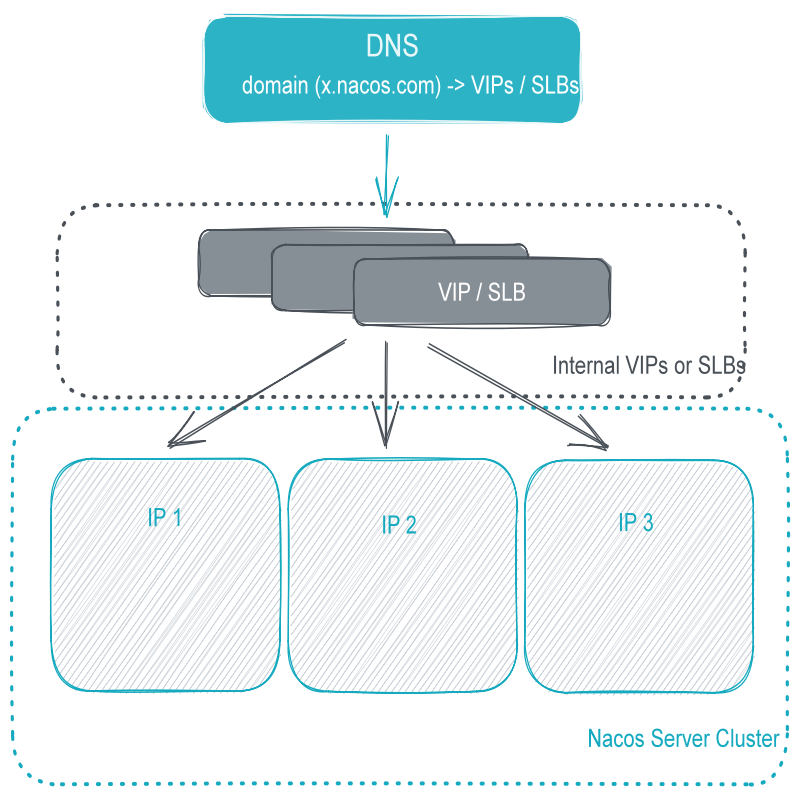 DNS
domain (x.nacos.com) -> VIPs / SLBs
VIP / SLB
Internal VIPs or SLBs
IP 1
IP 2
IP 3
Nacos Server Cluster